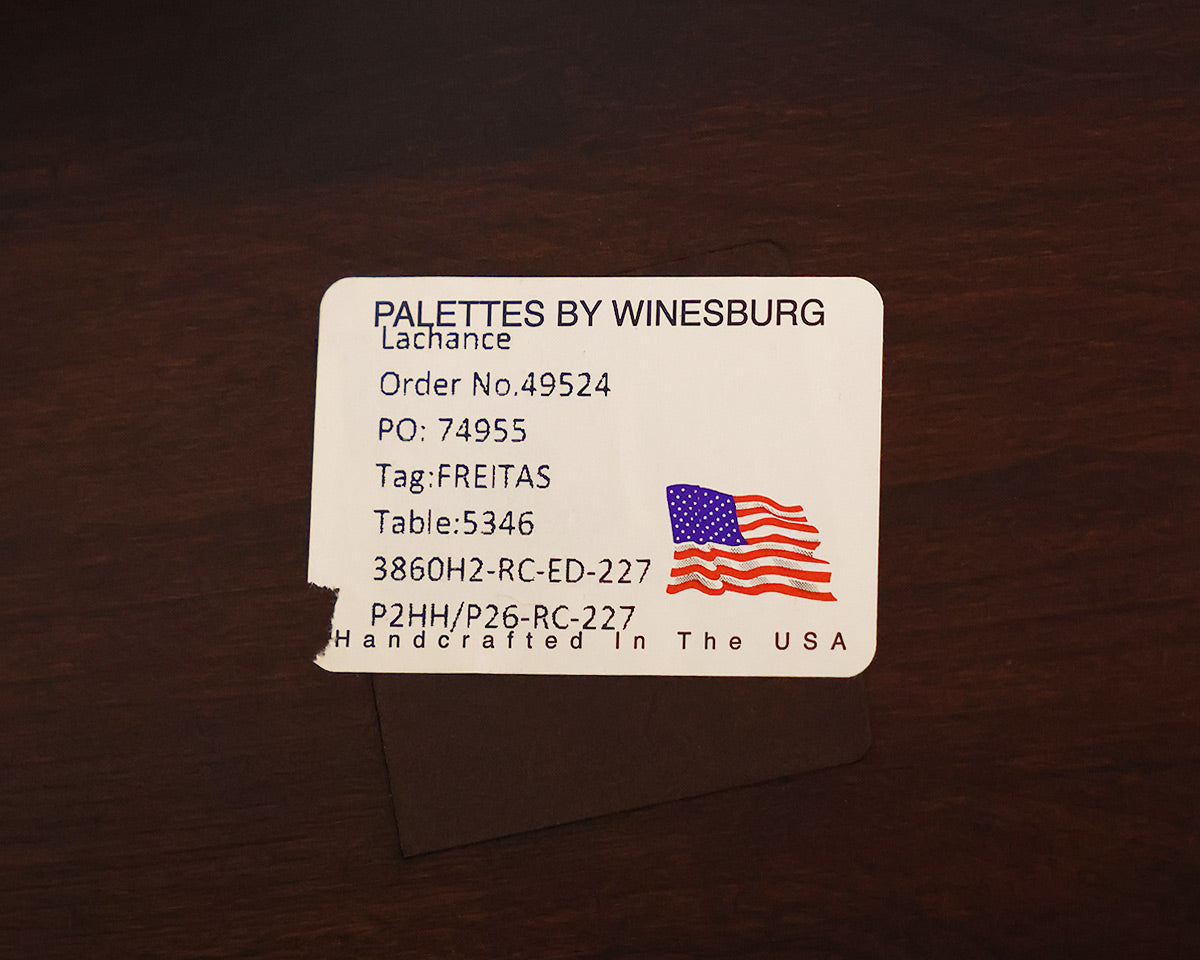 PALETTES BY WINESBURG
Lachance
Order No.49524
PO: 74955
Tag:FREITAS
Table:5346
3860H2-RC-ED-227
P2HH/P26-RC-227
Handcrafted In The USA